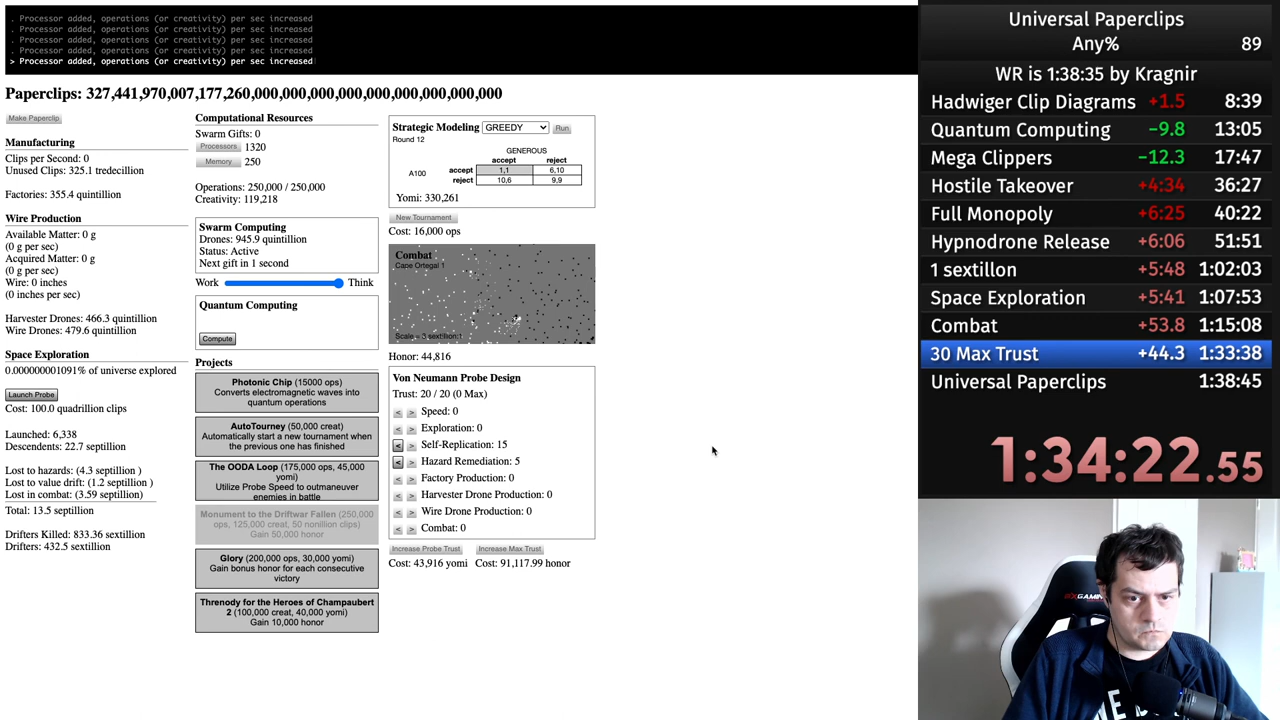 . Processor added, operations (or creativity) per sec increased
. Processor added, operations (or creativity) per sec increased
. Processor added, operations (or creativity) per sec increased
. Processor added, operations (or creativity) per sec increased
> Processor added, operations (or creativity) per sec increased
Paperclips: 327,441,970,007,177,260,000,000,000,000,000,000,000,000,000
Make Paperclip
Manufacturing
Clips per Second: 0
Unused Clips: 325.1 tredecillion
Factories: 355.4 quintillion
Wire Production
Available Matter: 0 g
(0 g per sec)
Acquired Matter: 0 g
(0 g per sec)
Wire: 0 inches
(0 inches per sec)
Harvester Drones: 466.3 quintillion
Wire Drones: 479.6 quintillion
Space Exploration
0.000000001091% of universe explored
Launch Probe
Cost: 100.0 quadrillion clips
Launched: 6,338
Descendents: 22.7 septillion
Lost to hazards: (4.3 septillion )
Lost to value drift: (1.2 septillion )
Lost in combat: (3.59 septillion)
Total: 13.5 septillion
Drifters Killed: 833.36 sextillion
Drifters: 432.5 sextillion
Computational Resources
Swarm Gifts: 0
Processors 1320
Memory 250
Operations: 250,000 / 250,000
Creativity: 119,218
Swarm Computing
Drones: 945.9 quintillion
Status: Active
Next gift in 1 second
Work Think
Quantum Computing
Compute
Projects
Photonic Chip (15000 ops)
Converts electromagnetic waves into
quantum operations
AutoTourney (50,000 creat)
Automatically start a new tournament when
the previous one has finished
The OODA Loop (175,000 ops, 45,000
yomi)
Utilize Probe Speed to outmaneuver
enemies in battle
Monument to the Driftwar Fallen (250,000
ops, 125,000 creat, 50 nonillion clips)
Gain 50,000 honor
Glory (200,000 ops, 30,000 yomi)
Gain bonus honor for each consecutive
victory
Threnody for the Heroes of Champaubert
2 (100,000 creat, 40,000 yomi)
Gain 10,000 honor
Strategic Modeling GREEDY Run
Round 12
GENEROUS
accept reject
A100 accept 1,1 6,10
reject 10,6 9,9
Yomi: 330,261
New Tournament
Cost: 16,000 ops
Combat
Cape Ortegal 1
Honor: 44,816
Von Neumann Probe Design
Trust: 20 / 20 (0 Max)
< > Speed: 0
< > Exploration: 0
< > Self-Replication: 15
< > Hazard Remediation: 5
< > Factory Production: 0
< > Harvester Drone Production: 0
< > Wire Drone Production: 0
< > Combat: 0
Increase Probe Trust Increase Max Trust
Cost: 43,916 yomi Cost: 91,117.99 honor
Universal Paperclips
Any% 89
WR is 1:38:35 by Kragnir
Hadwiger Clip Diagrams +1.5 8:39
Quantum Computing −9.8 13:05
Mega Clippers −12.3 17:47
Hostile Takeover +4:34 36:27
Full Monopoly +6:25 40:22
Hypnodrone Release +6:06 51:51
1 sextillon +5:48 1:02:03
Space Exploration +5:41 1:07:53
Combat +53.8 1:15:08
30 Max Trust +44.3 1:33:38
Universal Paperclips 1:38:45
1:34:22.55